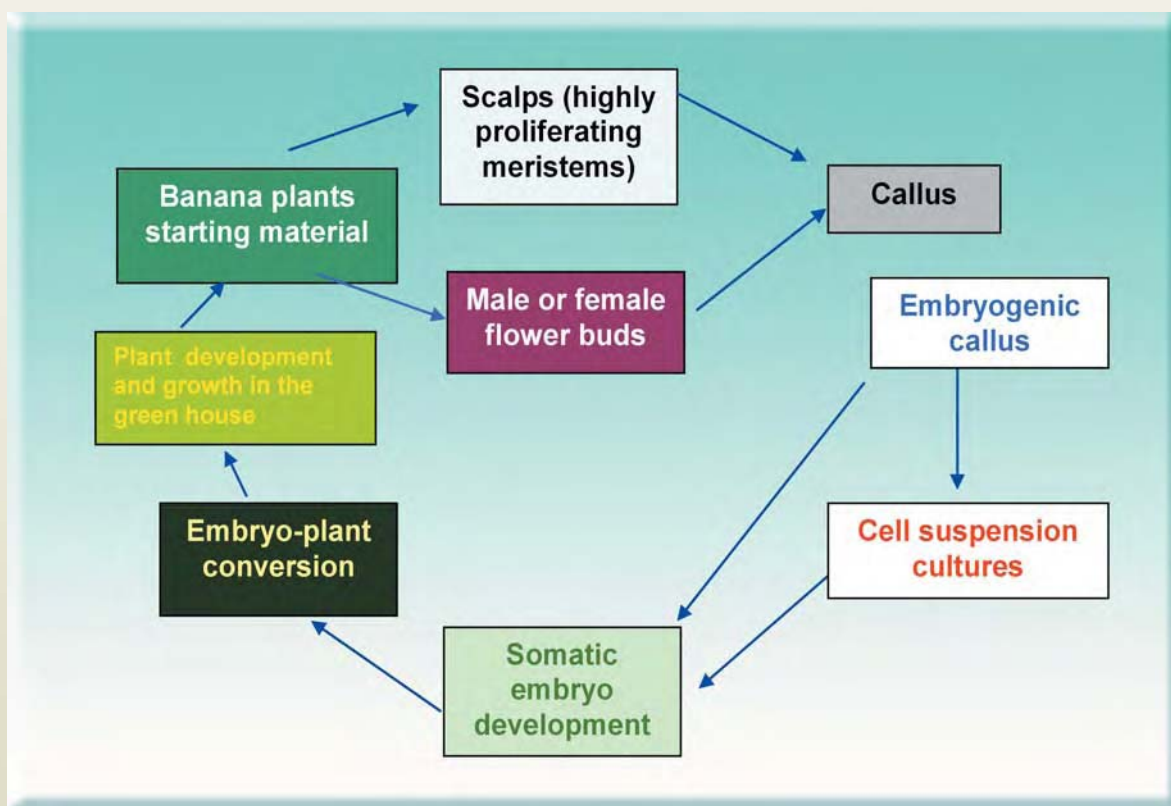 Scalps (highly
proliferating
meristems)
Banana plants
starting material
Callus
Male or female
flower buds
Embryogenic
callus
Plant development
and growth in the
green house
Embryo-plant
conversion
Cell suspension
cultures
Somatic
embryo
development